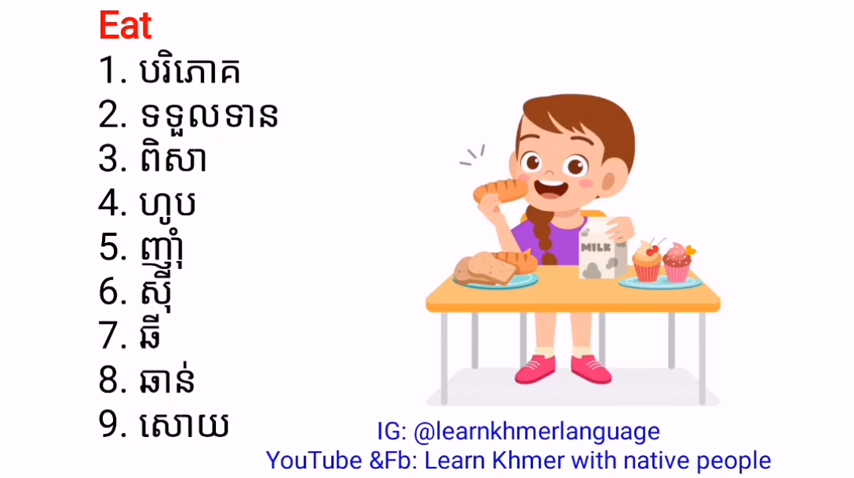 Eat
1. បរិភោគ
2. ទទួលទាន
3. ពិសា
4. ហូប
5. ញ៉ាំ
6. ស៊ី
7. ឆី
8. ឆាន់
9. សោយ
MILK
IG: @learnkhmerlanguage
YouTube &Fb: Learn Khmer with native people